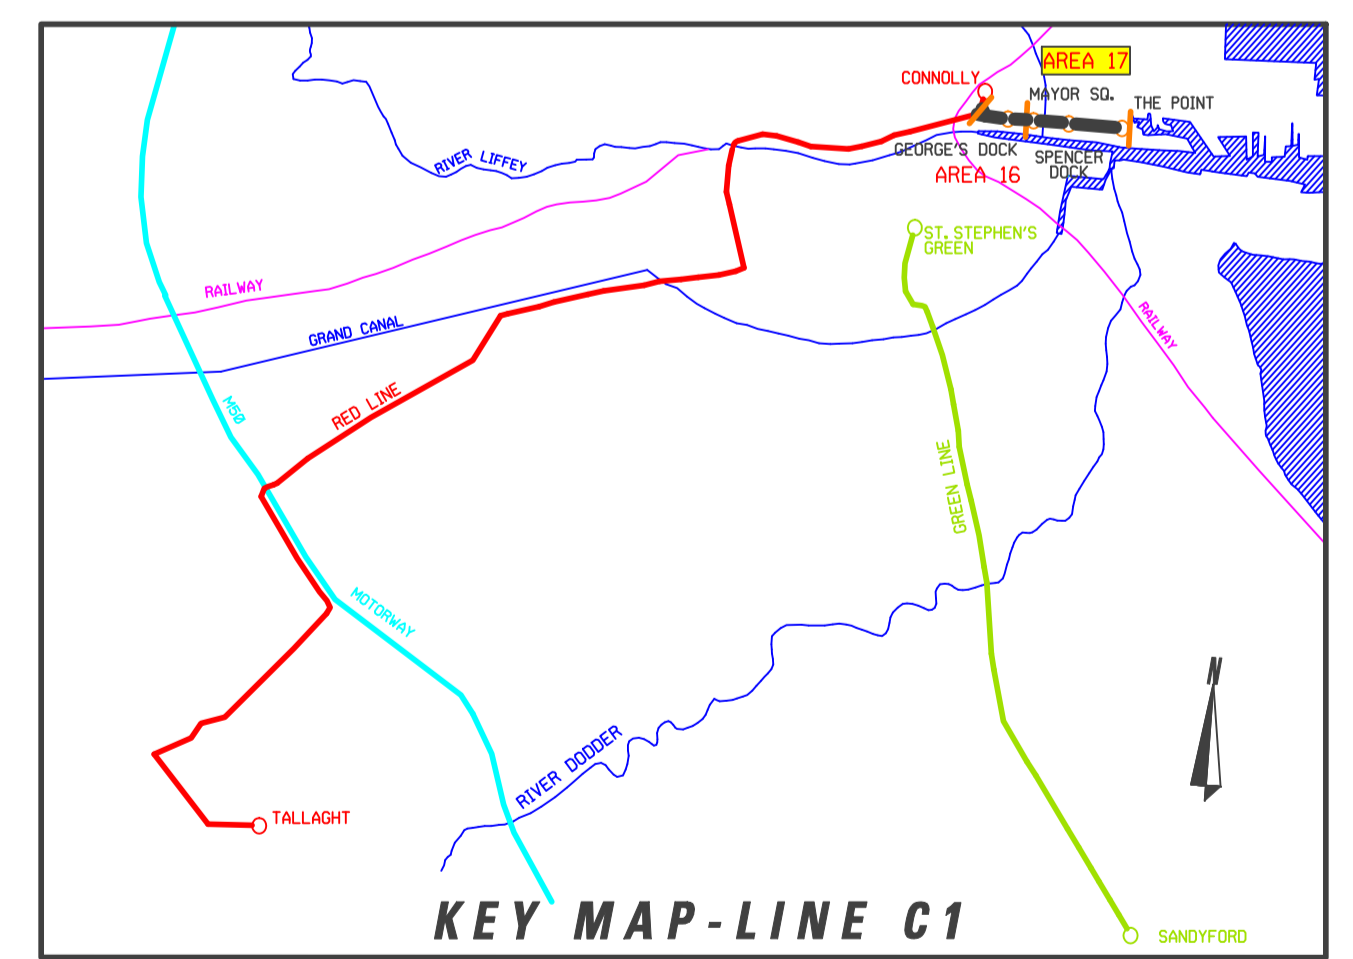 AREA 17
CONNOLLY
MAYOR SQ.
THE POINT
GEORGE'S DOCK
SPENCER
DOCK
AREA 16
RIVER LIFFEY
ST. STEPHEN'S
GREEN
RAILWAY
GRAND CANAL
RAILWAY
M50
RED LINE
GREEN LINE
MOTORWAY
N
RIVER DODDER
TALLAGHT
KEY MAP-LINE C1
SANDYFORD